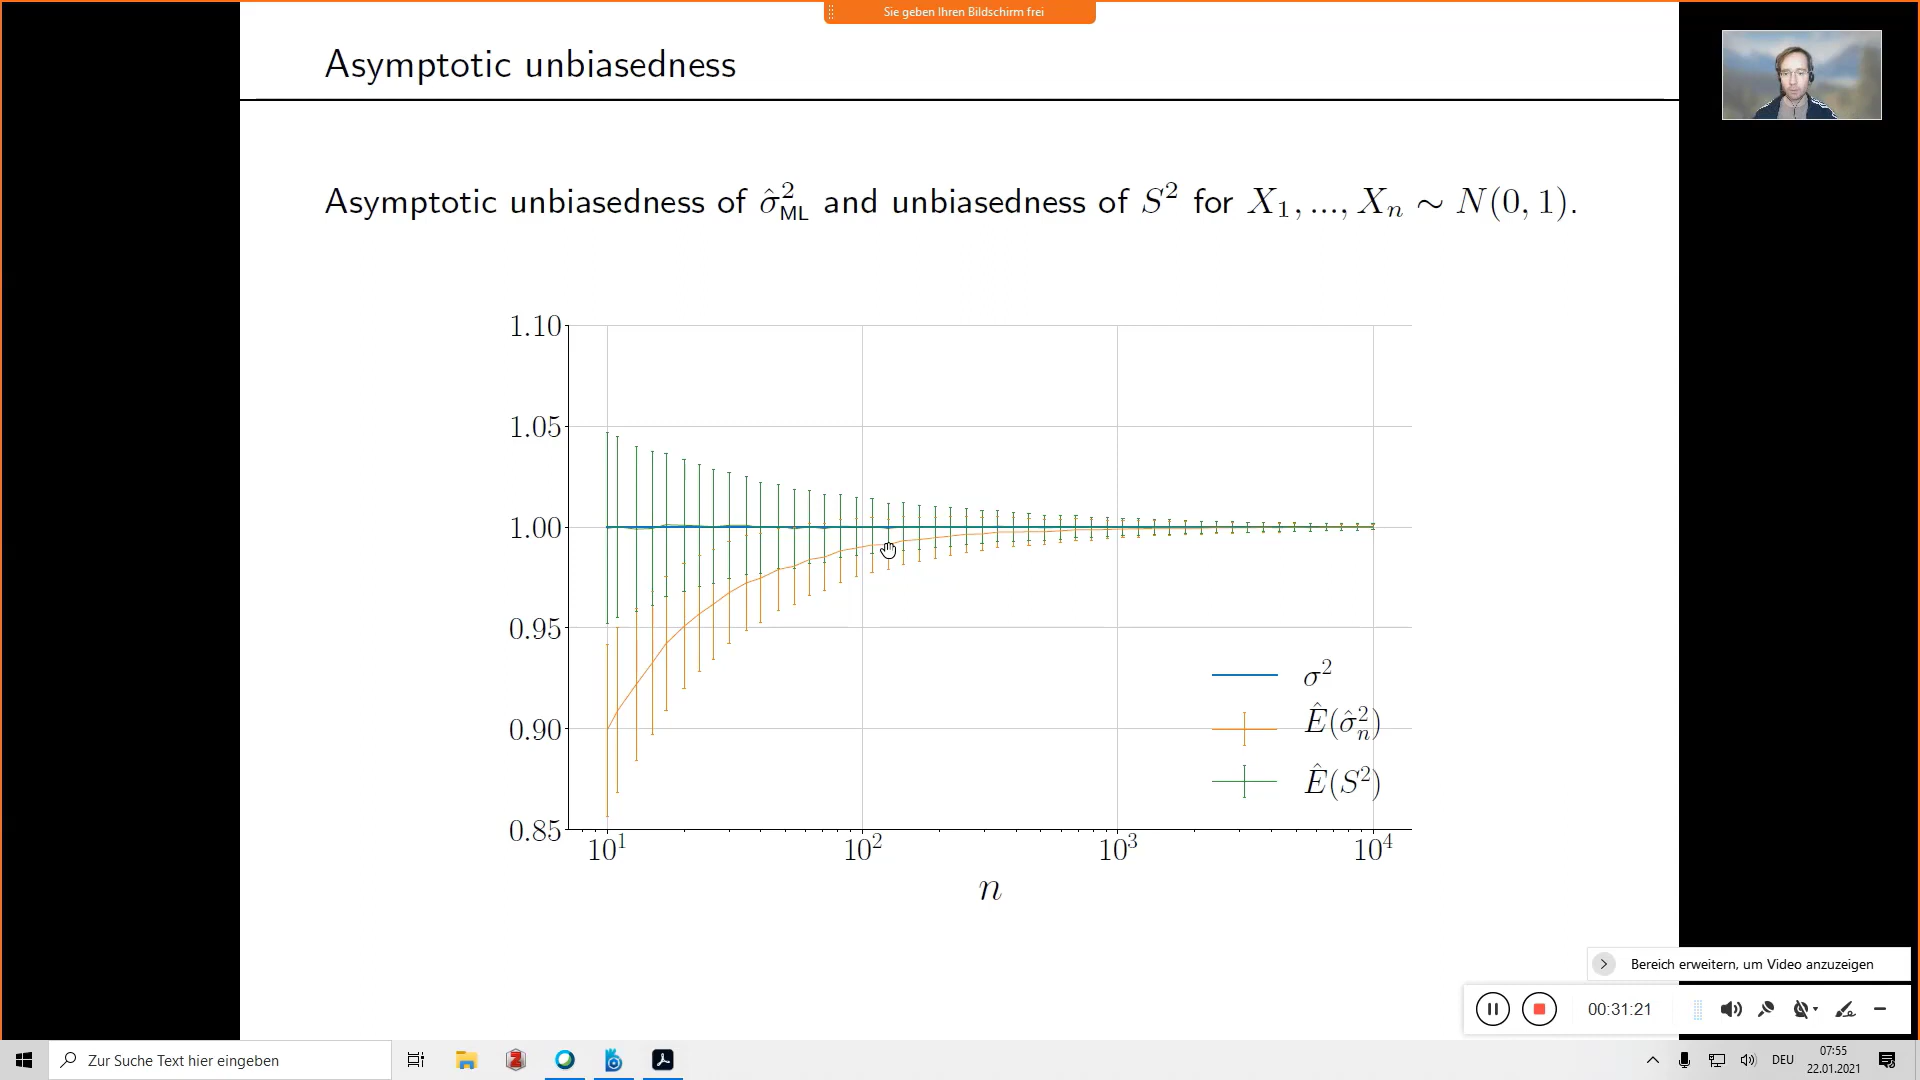 Sie geben Ihren Bildschirm frei
Asymptotic unbiasedness
Asymptotic unbiasedness of σ̂²_ML and unbiasedness of S² for X₁, ..., Xₙ ∼ N(0, 1).
1.10
1.05
1.00
0.95
0.90
0.85
10¹ 10² 10³ 10⁴
n
σ²
Ê(σ̂²ₙ)
Ê(S²)
Bereich erweitern, um Video anzuzeigen
00:31:21
Zur Suche Text hier eingeben
DEU
07:55
22.01.2021